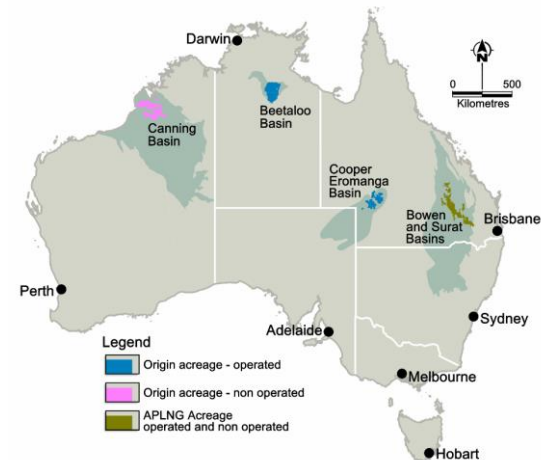 Darwin
N
0 500
Kilometres
Beetaloo
Basin
Canning
Basin
Cooper
Eromanga
Basin
Bowen
and Surat
Basins
Brisbane
Perth
Adelaide
Sydney
Melbourne
Hobart
Legend
Origin acreage - operated
Origin acreage - non operated
APLNG Acreage
operated and non operated